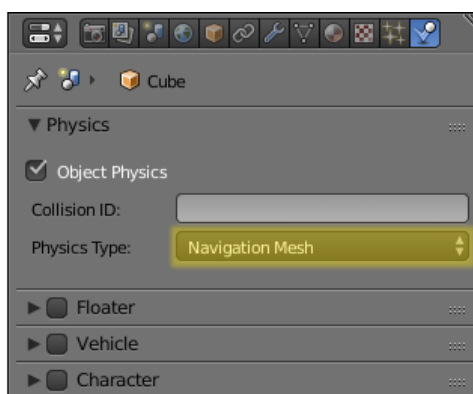 Cube
Physics
Object Physics
Collision ID:
Physics Type: Navigation Mesh
Floater
Vehicle
Character